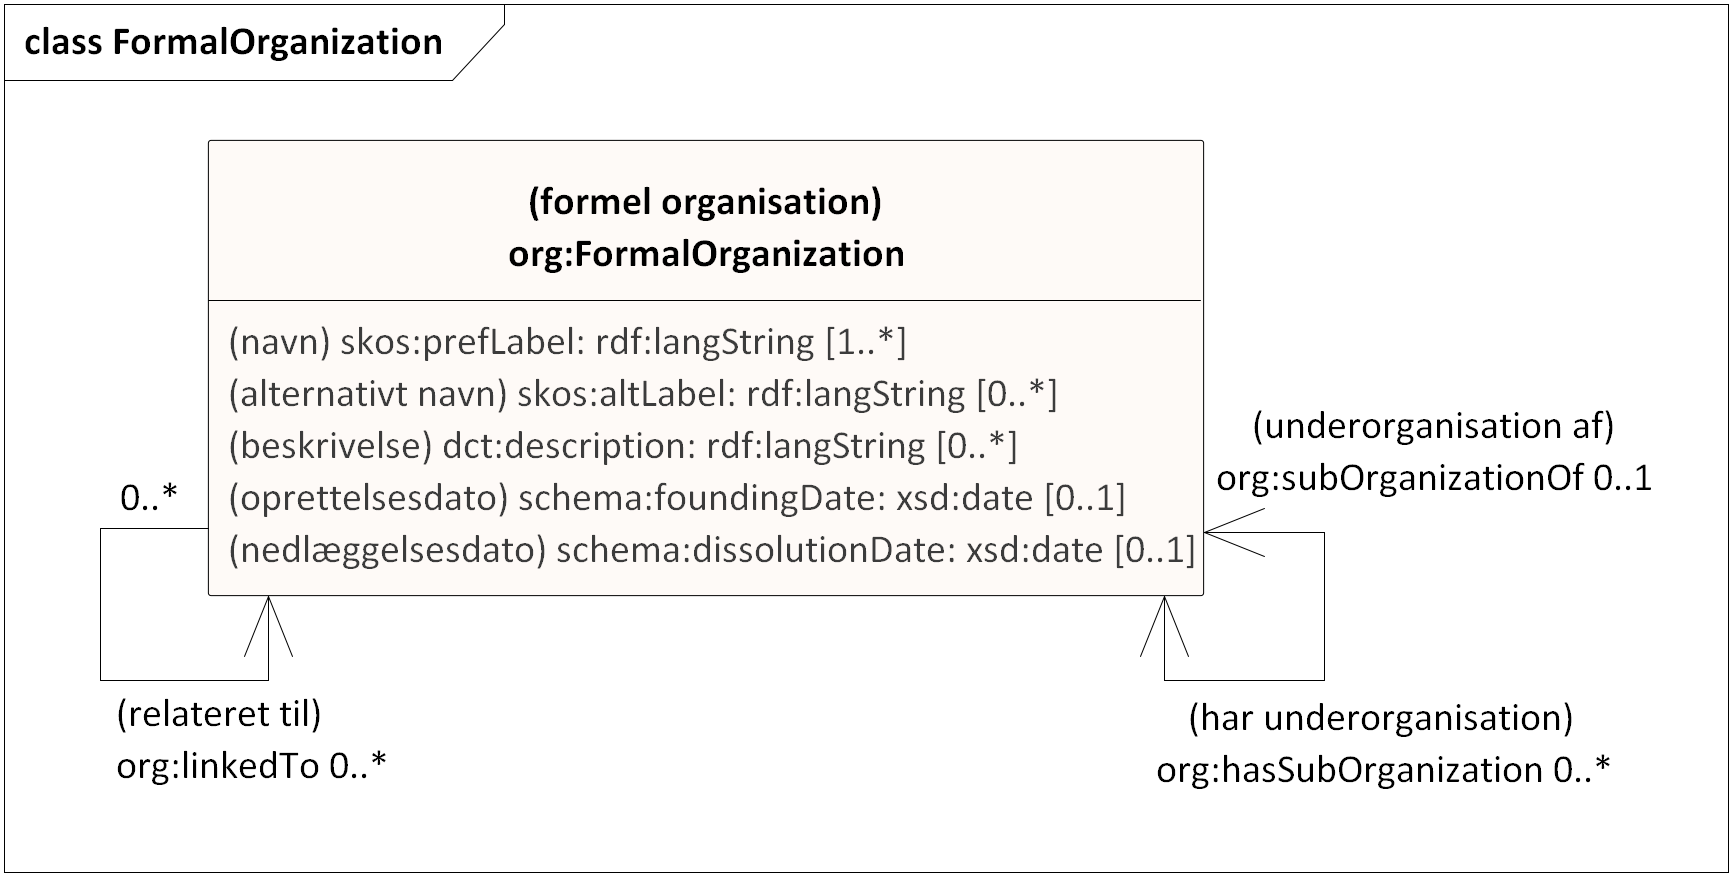 class FormalOrganization
(formel organisation)
org:FormalOrganization
(navn) skos:prefLabel: rdf:langString [1..*]
(alternativt navn) skos:altLabel: rdf:langString [0..*]
(beskrivelse) dct:description: rdf:langString [0..*]
(oprettelsesdato) schema:foundingDate: xsd:date [0..1]
(nedlæggelsesdato) schema:dissolutionDate: xsd:date [0..1]
(underorganisation af)
org:subOrganizationOf 0..1
0..*
(relateret til)
org:linkedTo 0..*
(har underorganisation)
org:hasSubOrganization 0..*